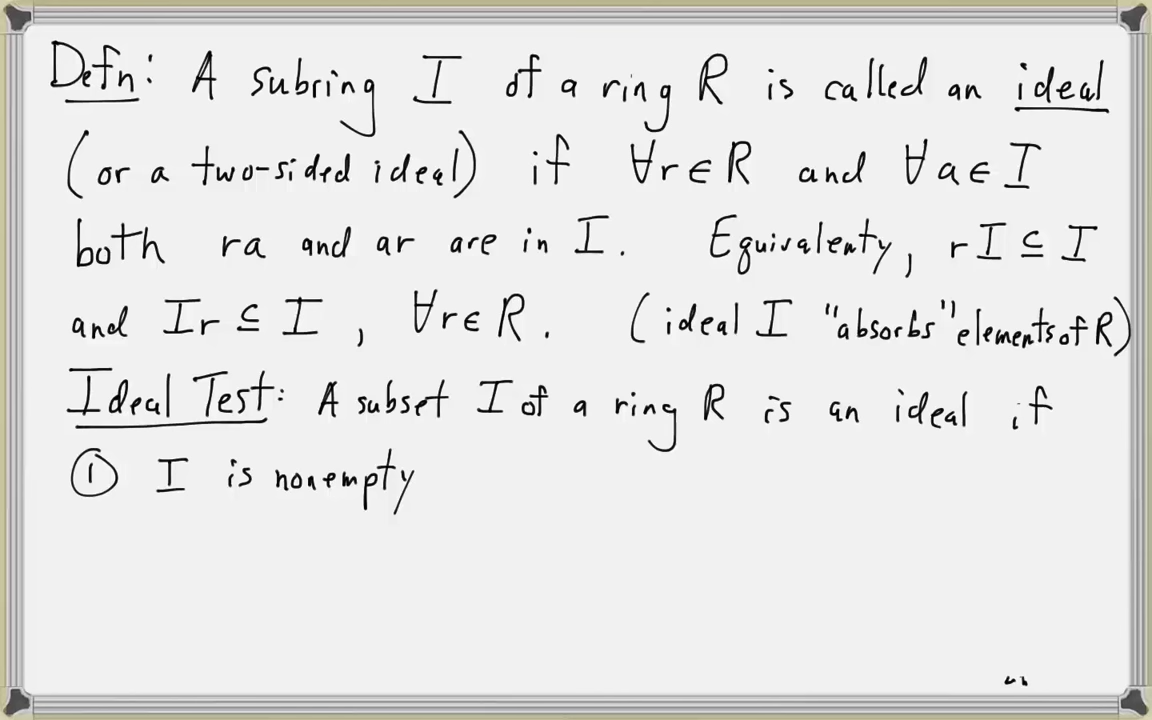 Defn: A subring I of a ring R is called an ideal
(or a two-sided ideal) if ∀r∈R and ∀a∈I
both ra and ar are in I. Equivalenty, rI ⊆ I
and Ir ⊆ I, ∀r∈R. (ideal I "absorbs" elements of R)
Ideal Test: A subset I of a ring R is an ideal if
① I is nonempty